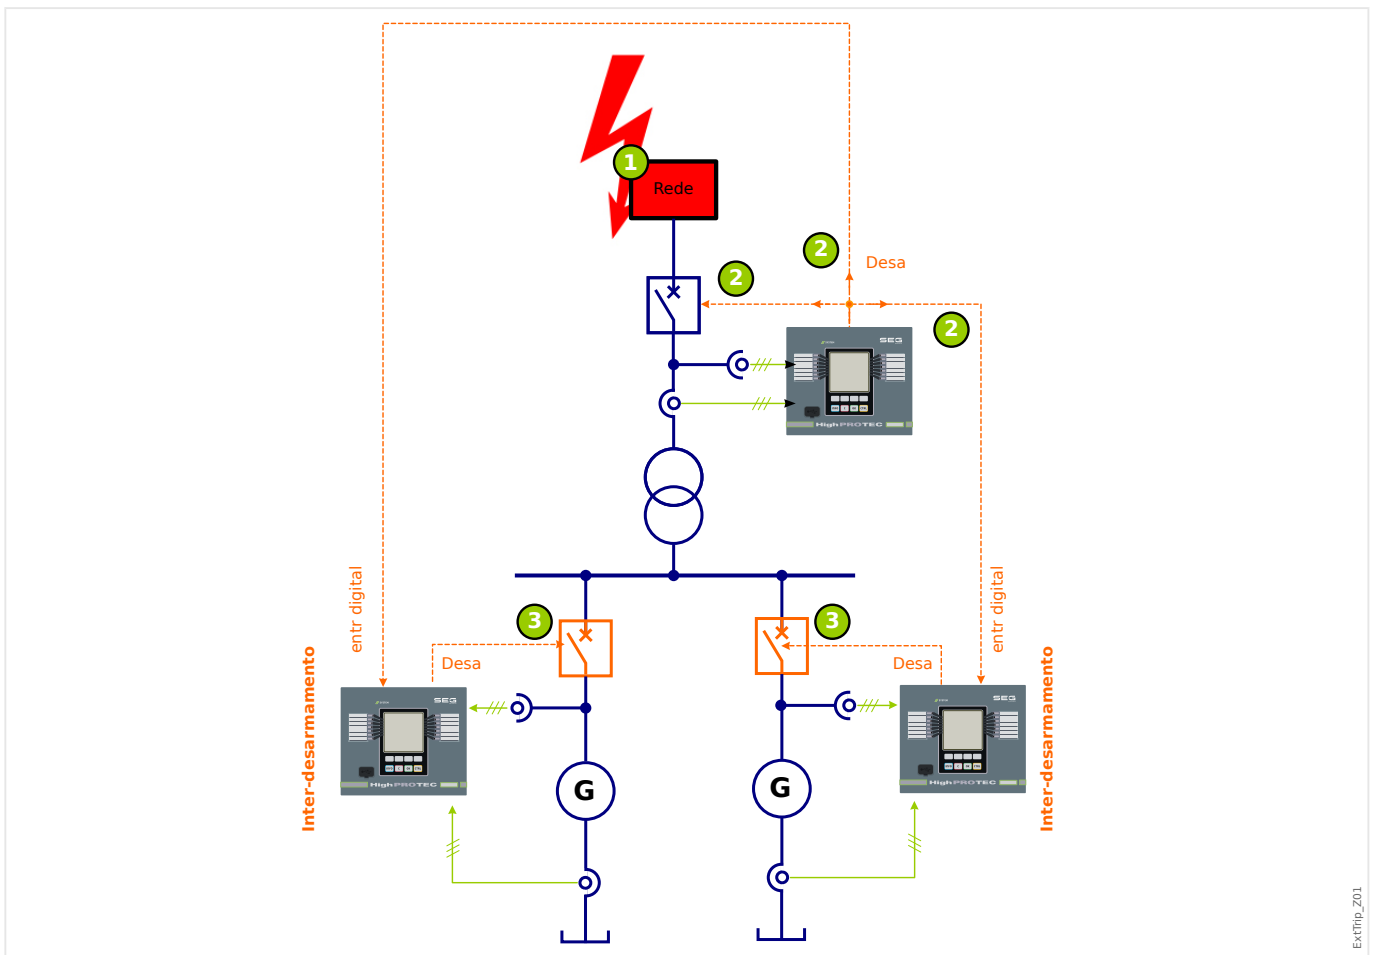 1
Rede
2
2
Desa
2
SEG
HighPROTEC
entr digital
entr digital
3
3
Desa
Desa
Inter-desarmamento
Inter-desarmamento
SEG
HighPROTEC
SEG
HighPROTEC
G
G
ExtTrip_Z01